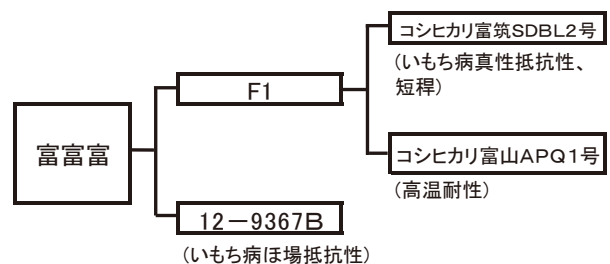 コシヒカリ富筑SDBL2号
(いもち病真性抵抗性、
短稈)
F1
富富富
コシヒカリ富山APQ1号
(高温耐性)
12－9367B
(いもち病ほ場抵抗性)